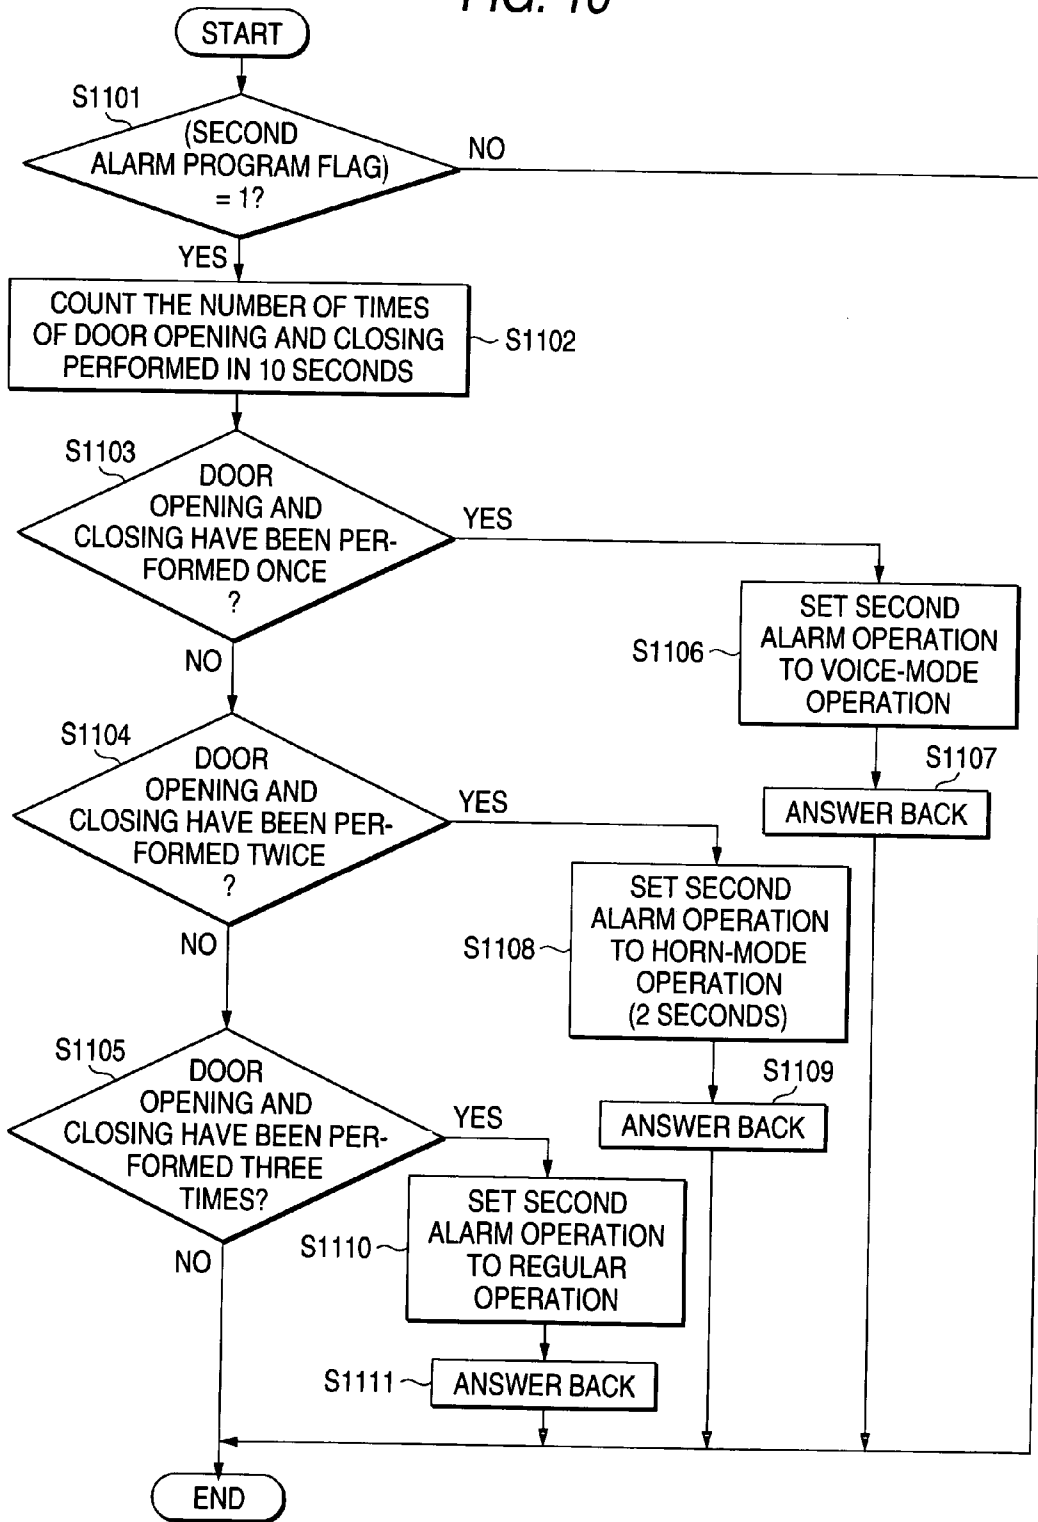 FIG. 10
START
S1101
(SECOND
ALARM PROGRAM FLAG)
= 1?
NO
YES
COUNT THE NUMBER OF TIMES
OF DOOR OPENING AND CLOSING
PERFORMED IN 10 SECONDS
S1102
S1103
DOOR
OPENING AND
CLOSING HAVE BEEN PER-
FORMED ONCE
?
YES
NO
SET SECOND
ALARM OPERATION
TO VOICE-MODE
OPERATION
S1106
S1107
ANSWER BACK
S1104
DOOR
OPENING AND
CLOSING HAVE BEEN PER-
FORMED TWICE
?
YES
NO
SET SECOND
ALARM OPERATION
TO HORN-MODE
OPERATION
(2 SECONDS)
S1108
S1109
ANSWER BACK
S1105
DOOR
OPENING AND
CLOSING HAVE BEEN PER-
FORMED THREE
TIMES?
YES
NO
SET SECOND
ALARM OPERATION
TO REGULAR
OPERATION
S1110
S1111
ANSWER BACK
END